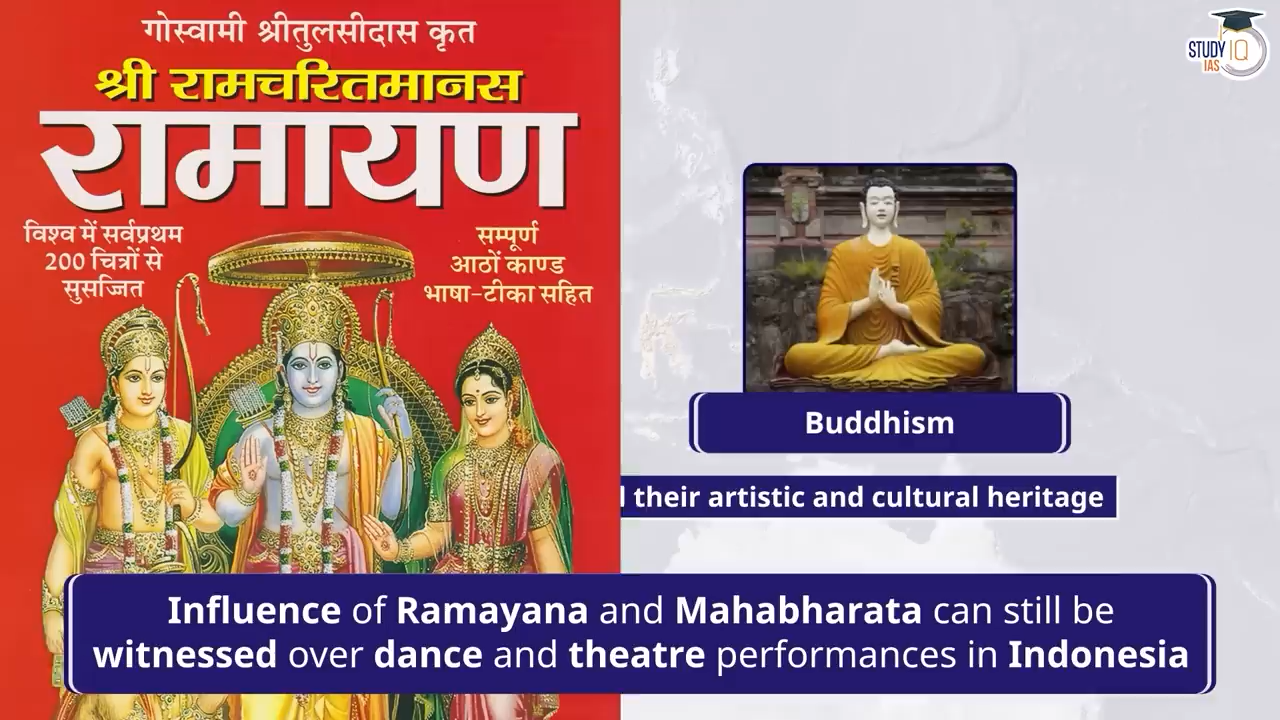 गोस्वामी श्रीतुलसीदास कृत
श्री रामचरितमानस
रामायण
विश्व में सर्वप्रथम
200 चित्रों से
सुसज्जित
सम्पूर्ण
आठों काण्ड
भाषा-टीका सहित
STUDY IQ
IAS
Buddhism
their artistic and cultural heritage
Influence of Ramayana and Mahabharata can still be
witnessed over dance and theatre performances in Indonesia